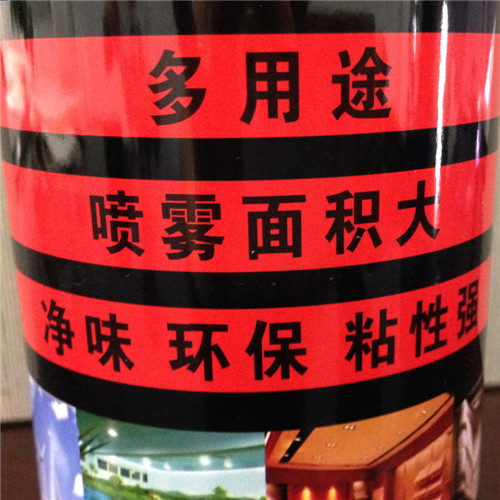 多用途
喷雾面积大
净味 环保 粘性强